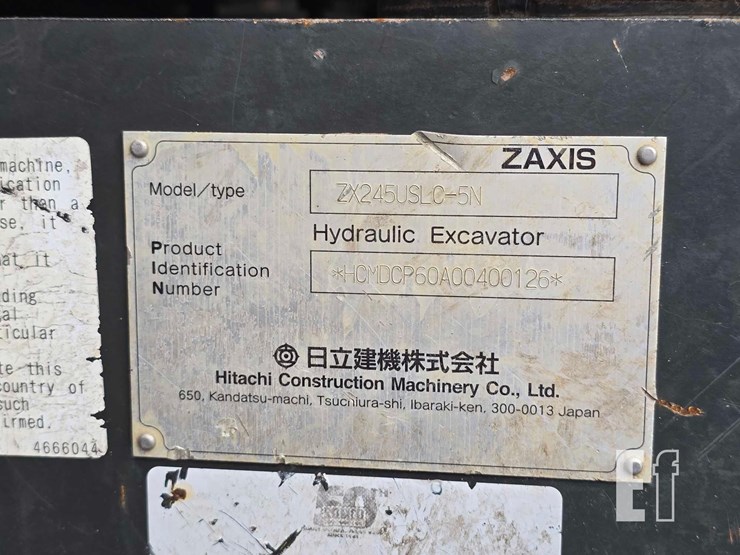 machine,
ication
r then a
se, it
at it
ding
gal
ticular
te this
country of
such
irmed.
4666044
ZAXIS
Model/type
ZX245USLC-5N
Hydraulic Excavator
Product
Identification
Number
*HCMDCP60A00400126*
日立建機株式会社
Hitachi Construction Machinery Co., Ltd.
650, Kandatsu-machi, Tsuchiura-shi, Ibaraki-ken, 300-0013 Japan
Ef